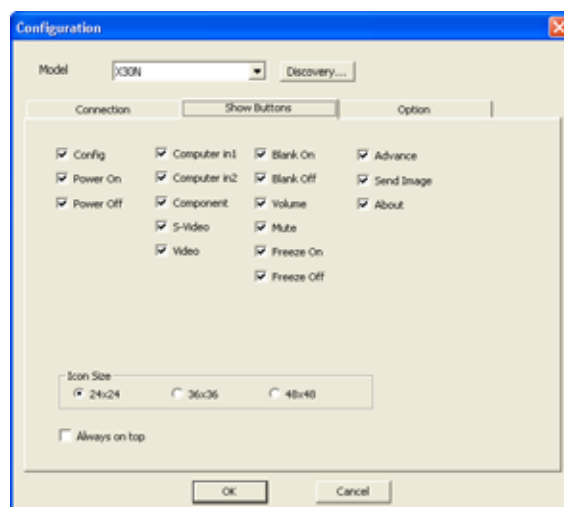 Configuration
Model X30N Discovery...
Connection Show Buttons Option
Config Computer in1 Blank On Advance
Power On Computer in2 Blank Off Send Image
Power Off Component Volume About
S-Video Mute
Video Freeze On
Freeze Off
Icon Size
24x24 36x36 48x48
Always on top
OK Cancel